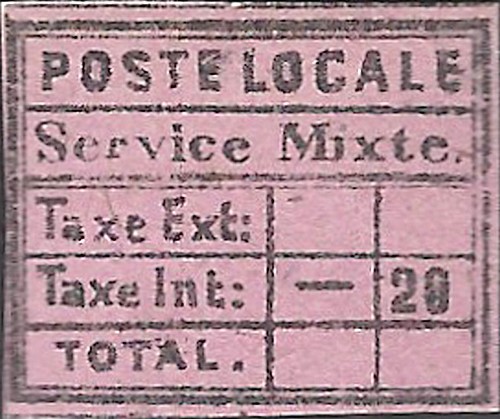 POSTE LOCALE
Service Mixte.
Taxe Ext:
Taxe Int: — 20
TOTAL.